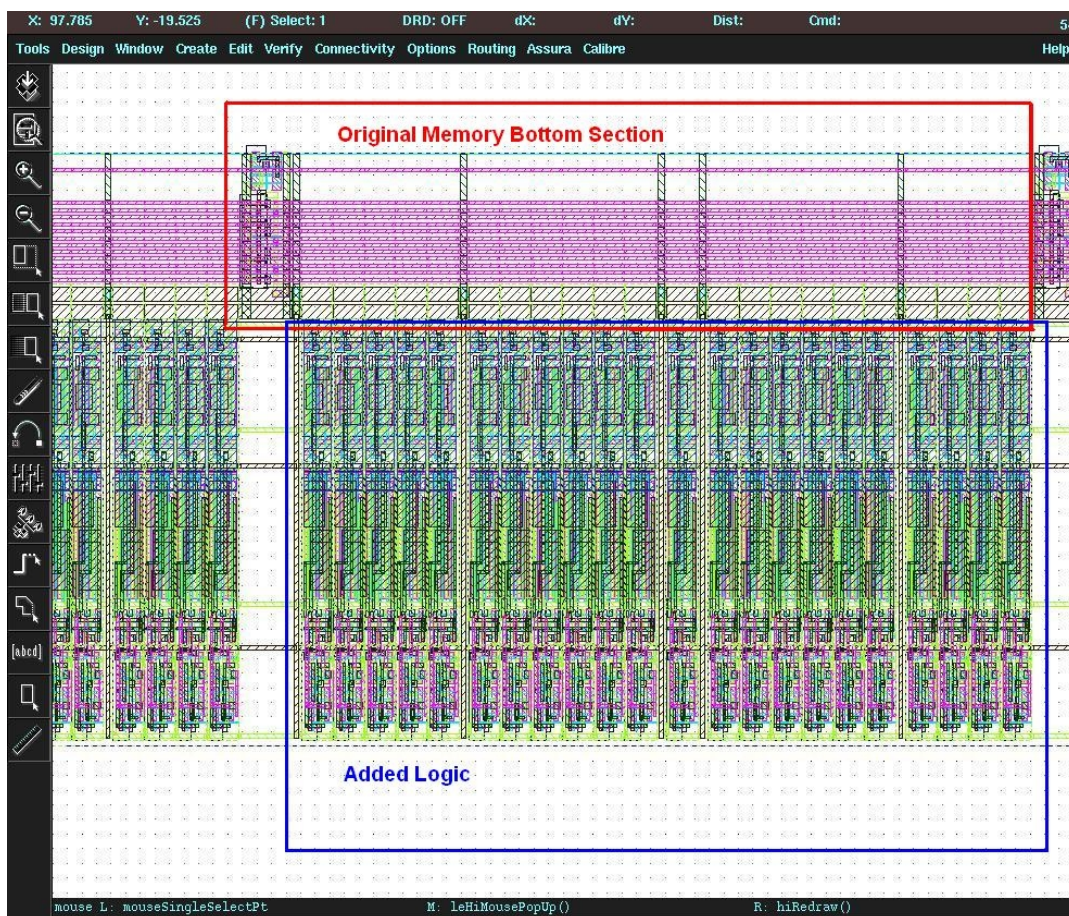 X: 97.785 Y: -19.525 (F) Select: 1 DRD: OFF dX: dY: Dist: Cmd:
Tools Design Window Create Edit Verify Connectivity Options Routing Assura Calibre Help
Original Memory Bottom Section
[abcd]
Added Logic
mouse L: mouseSingleSelectPt M: leHiMousePopUp() R: hiRedraw()